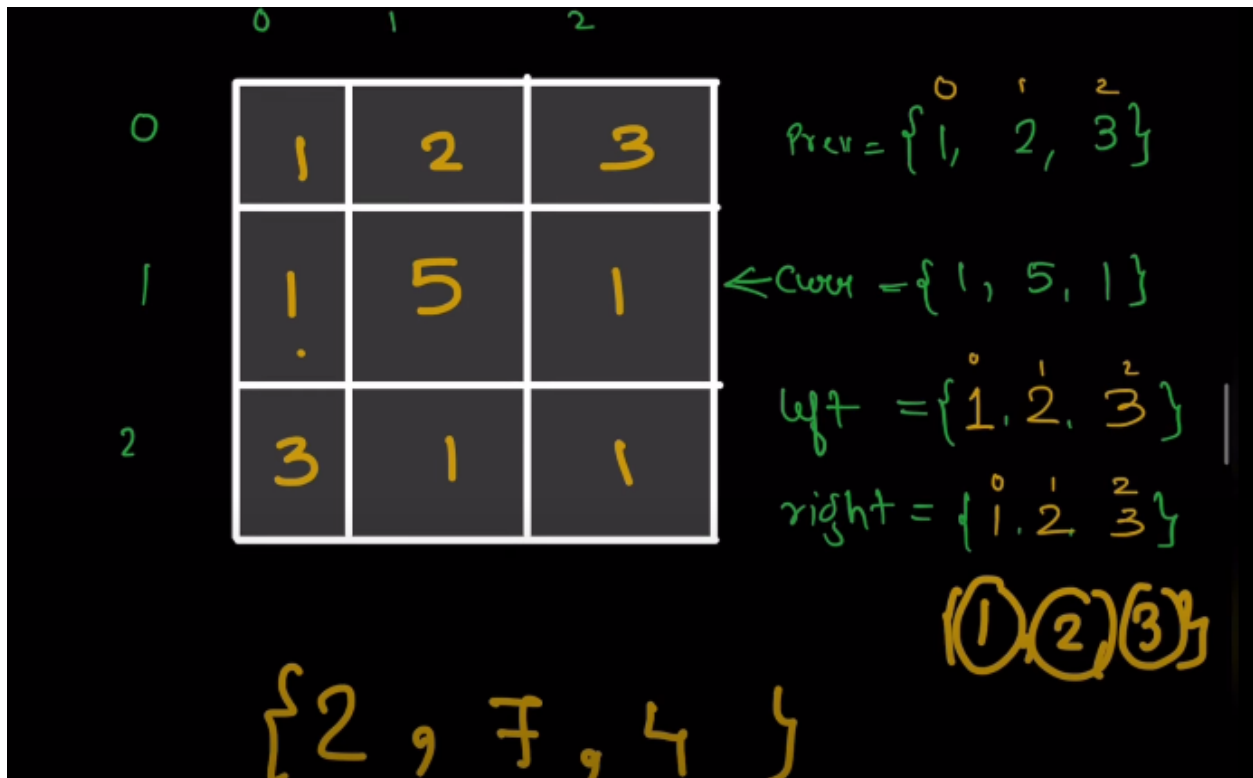 0 1 2
0 1 2 3
1 1 5 1
2 3 1 1
0 1 2
Prev = {1, 2, 3}
← Curr = {1, 5, 1}
0 1 2
left = {1, 2, 3}
0 1 2
right = {1, 2, 3}
{1, 2, 3}
{2, 7, 4}